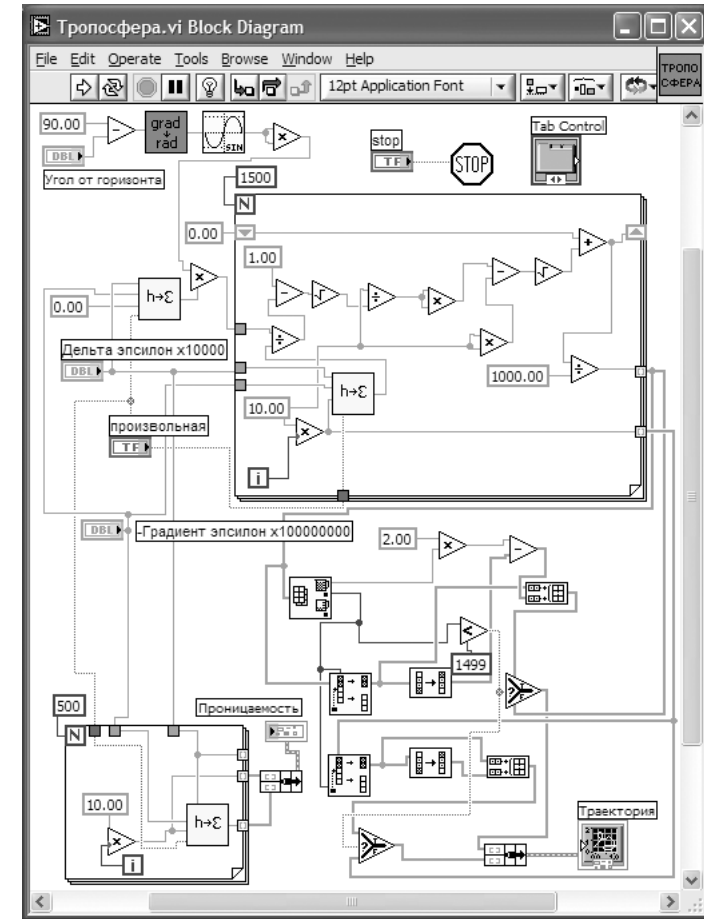 Тропосфера.vi Block Diagram
File Edit Operate Tools Browse Window Help
12pt Application Font
ТРОПО
СФЕРА
90.00
DBL
Угол от горизонта
grad
rad
SIN
stop
TF
STOP
Tab Control
1500
N
0.00
1.00
0.00
h→Σ
Дельта эпсилон x10000
DBL
h→Σ
1000.00
10.00
произвольная
TF
i
DBL
-Градиент эпсилон x100000000
2.00
1499
500
Проницаемость
N
10.00
h→Σ
i
Траектория